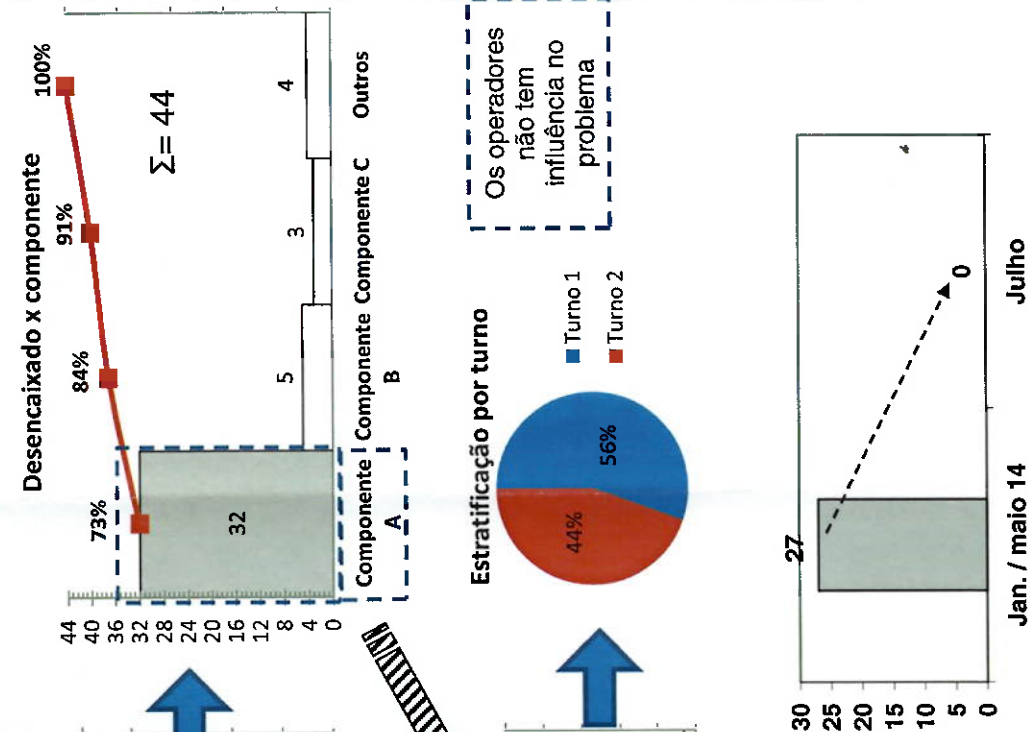 Desencaixado x componente
44
40
36
32
28
24
20
16
12
8
4
0
73%
84%
91%
100%
Σ= 44
32
5
3
4
Componente
A
Componente
B
Componente C
Outros
Estratificação por turno
44%
56%
Turno 1
Turno 2
Os operadores
não tem
influência no
problema
30
25
20
15
10
5
0
27
0
Jan. / maio 14
Julho